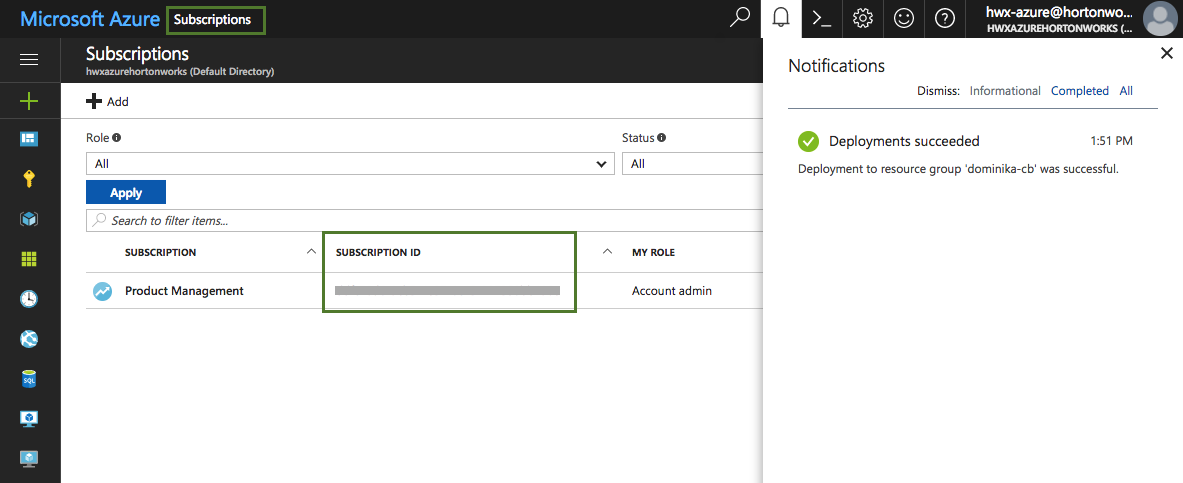 Microsoft Azure Subscriptions
hwx-azure@hortonwo...
HWXAZUREHORTONWORKS (...
Subscriptions
hwxazurehortonworks (Default Directory)
Add
Role
Status
All
All
Apply
Search to filter items...
SUBSCRIPTION SUBSCRIPTION ID MY ROLE
Product Management Account admin
SQL
Notifications
Dismiss: Informational Completed All
Deployments succeeded 1:51 PM
Deployment to resource group 'dominika-cb' was successful.